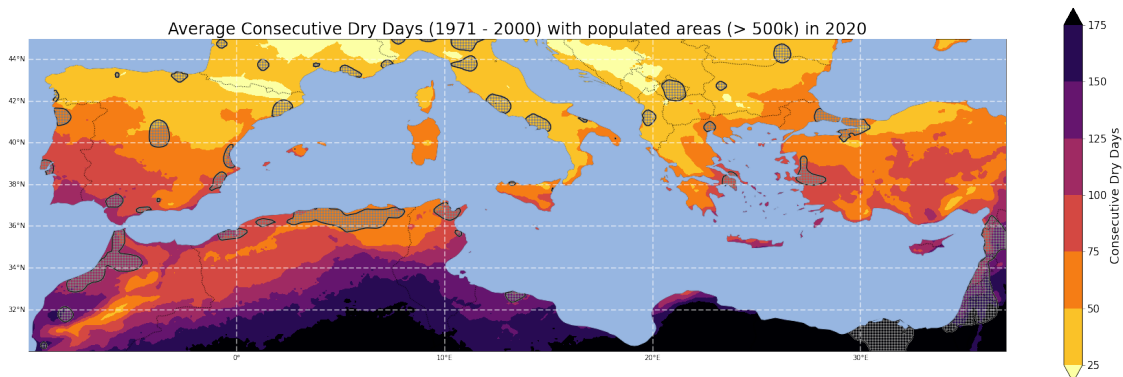 Average Consecutive Dry Days (1971 - 2000) with populated areas (> 500k) in 2020
44°N
42°N
40°N
38°N
36°N
34°N
32°N
0°
10°E
20°E
30°E
175
150
125
100
75
50
25
Consecutive Dry Days